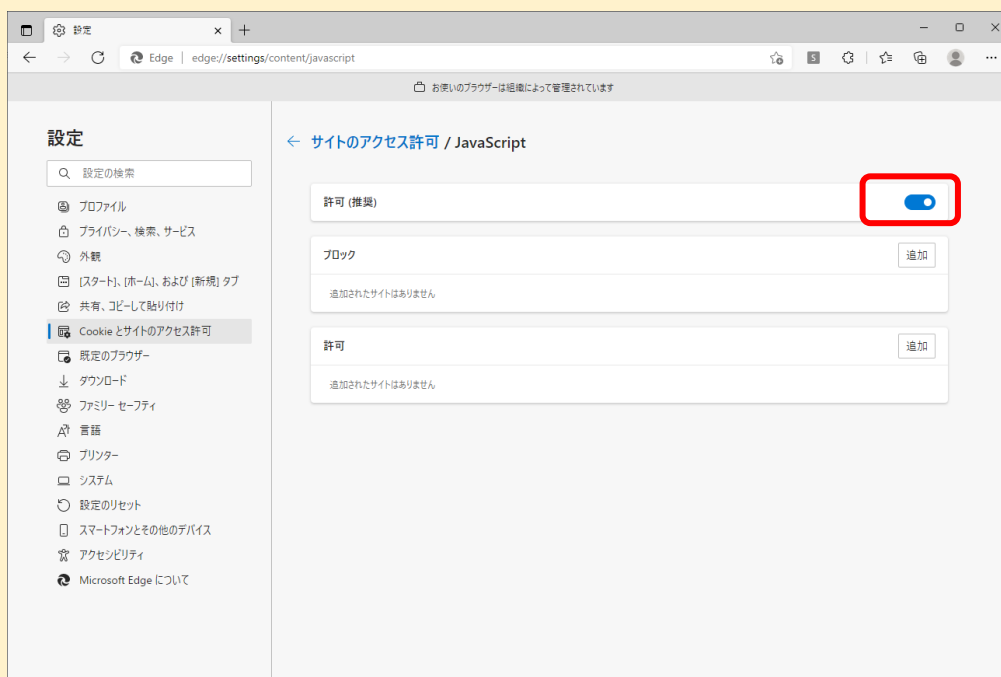 設定
Edge | edge://settings/content/javascript
S
お使いのブラウザーは組織によって管理されています
設定
設定の検索
プロファイル
プライバシー、検索、サービス
外観
[スタート]、[ホーム]、および [新規] タブ
共有、コピーして貼り付け
Cookie とサイトのアクセス許可
既定のブラウザー
ダウンロード
ファミリー セーフティ
言語
プリンター
システム
設定のリセット
スマートフォンとその他のデバイス
アクセシビリティ
Microsoft Edge について
サイトのアクセス許可 / JavaScript
許可 (推奨)
ブロック
追加
追加されたサイトはありません
許可
追加
追加されたサイトはありません